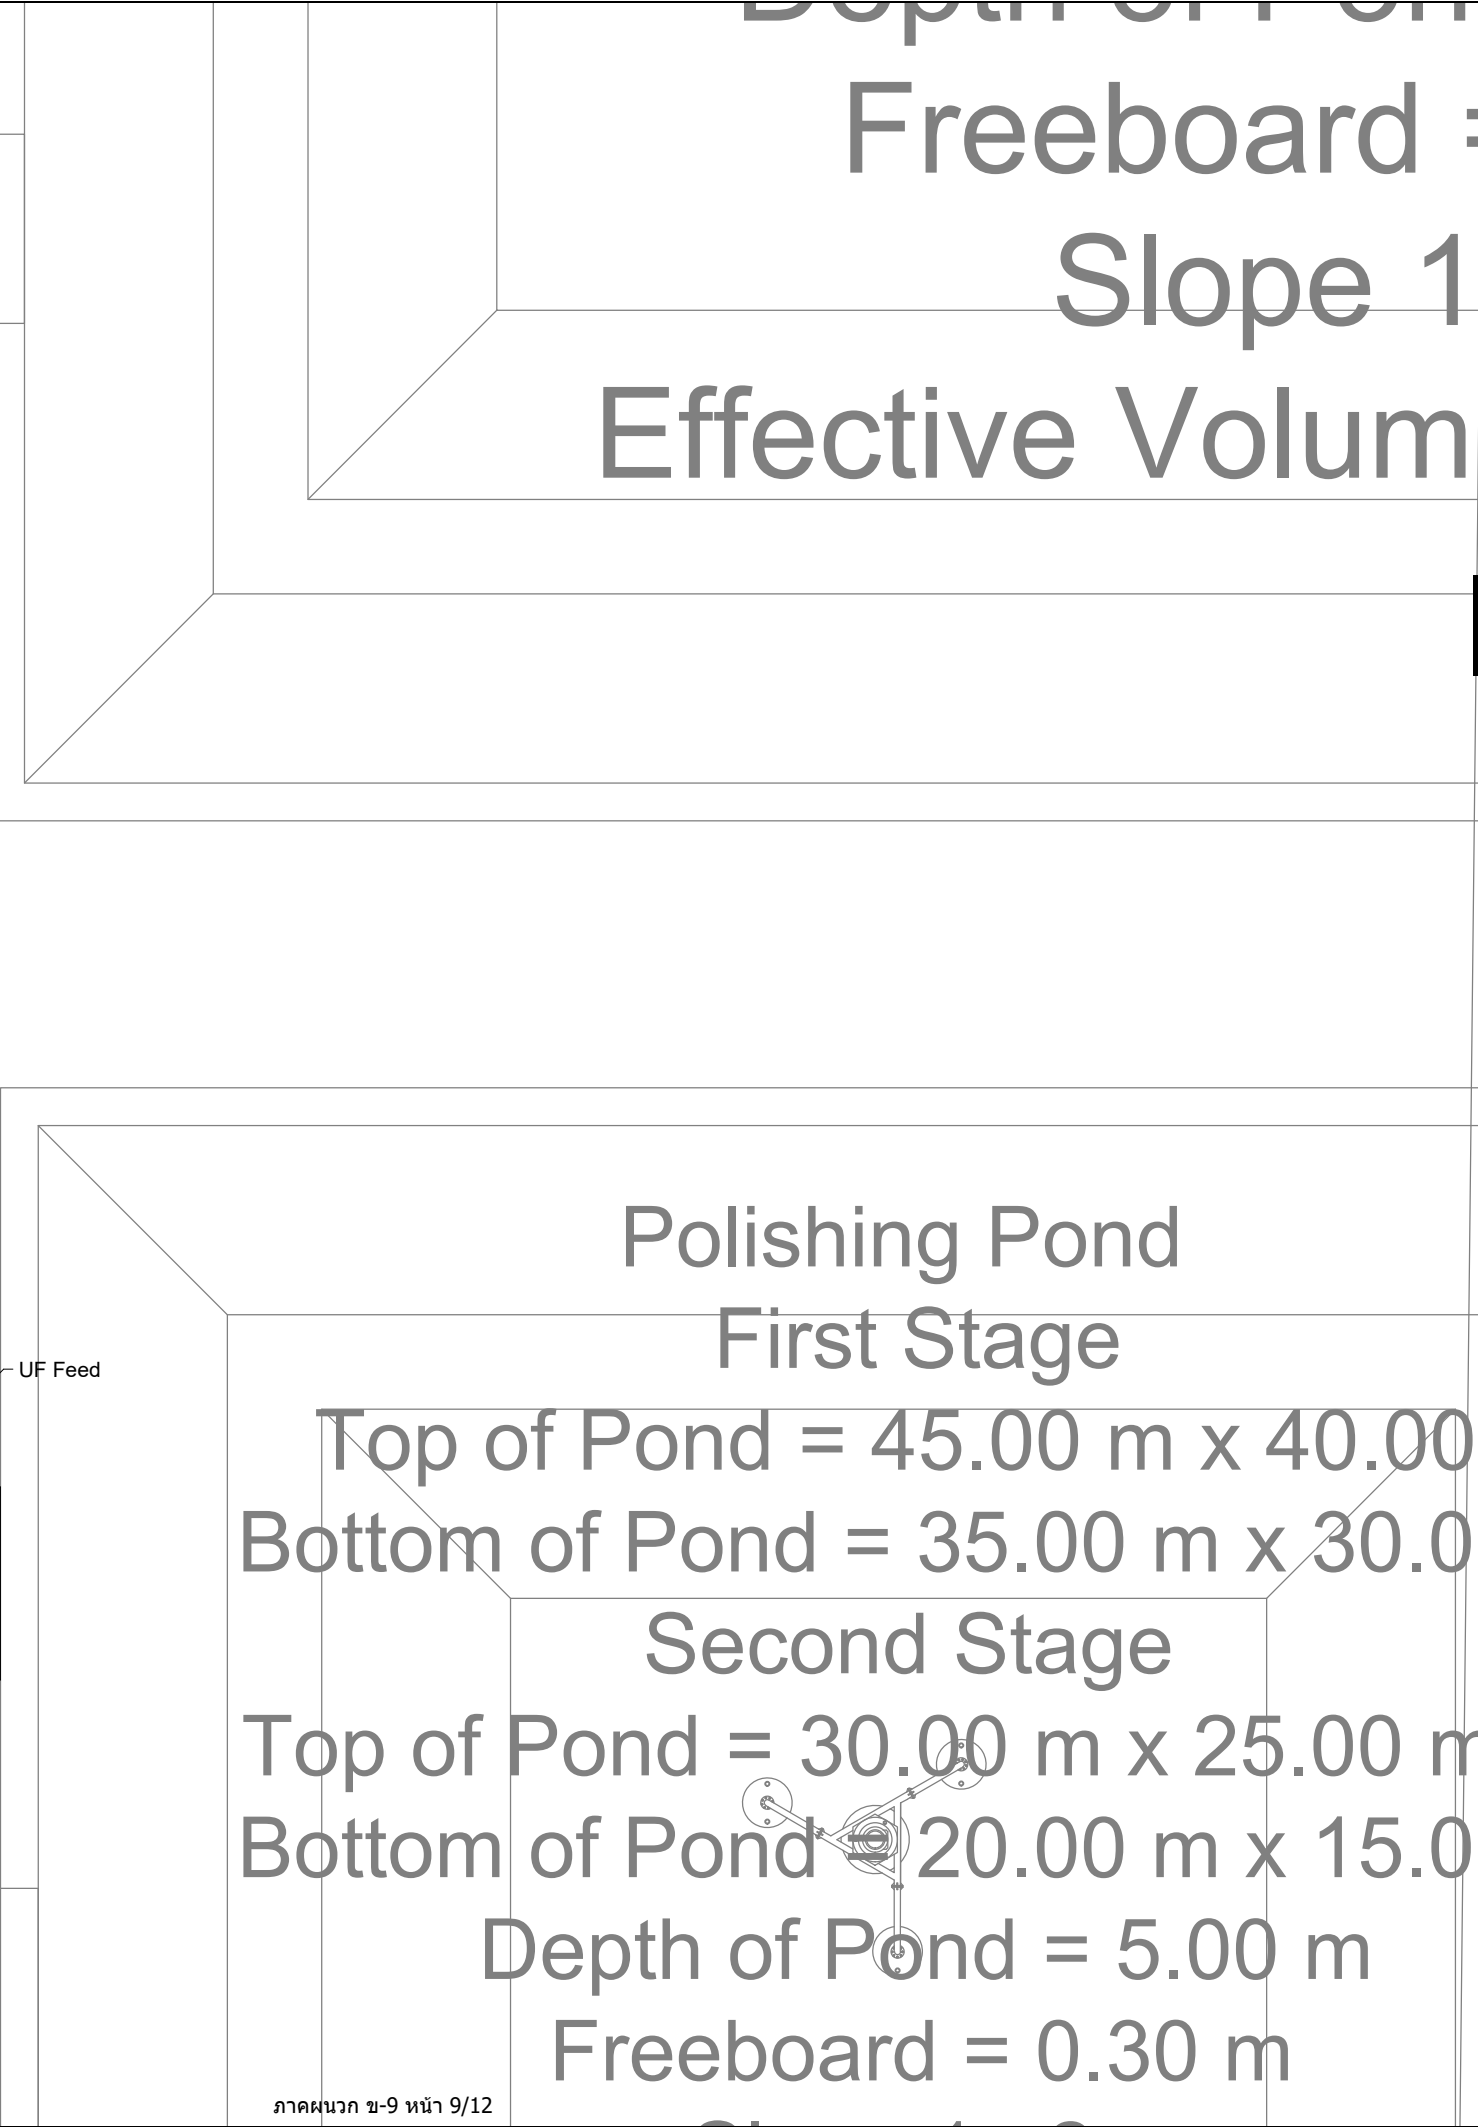 Depth of Pon
Freeboard =
Slope 1
Effective Volum
Polishing Pond
First Stage
UF Feed
Top of Pond = 45.00 m x 40.00
Bottom of Pond = 35.00 m x 30.0
Second Stage
Top of Pond = 30.00 m x 25.00 m
Bottom of Pond = 20.00 m x 15.0
Depth of Pond = 5.00 m
Freeboard = 0.30 m
ภาคผนวก ข-9 หน้า 9/12